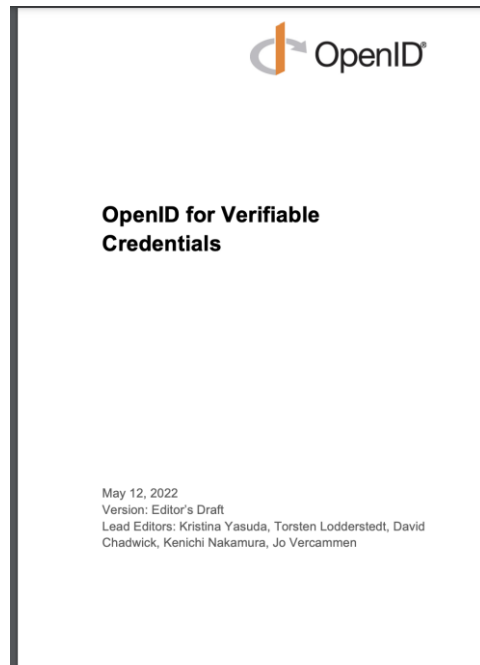 OpenID®
OpenID for Verifiable
Credentials
May 12, 2022
Version: Editor's Draft
Lead Editors: Kristina Yasuda, Torsten Lodderstedt, David
Chadwick, Kenichi Nakamura, Jo Vercammen